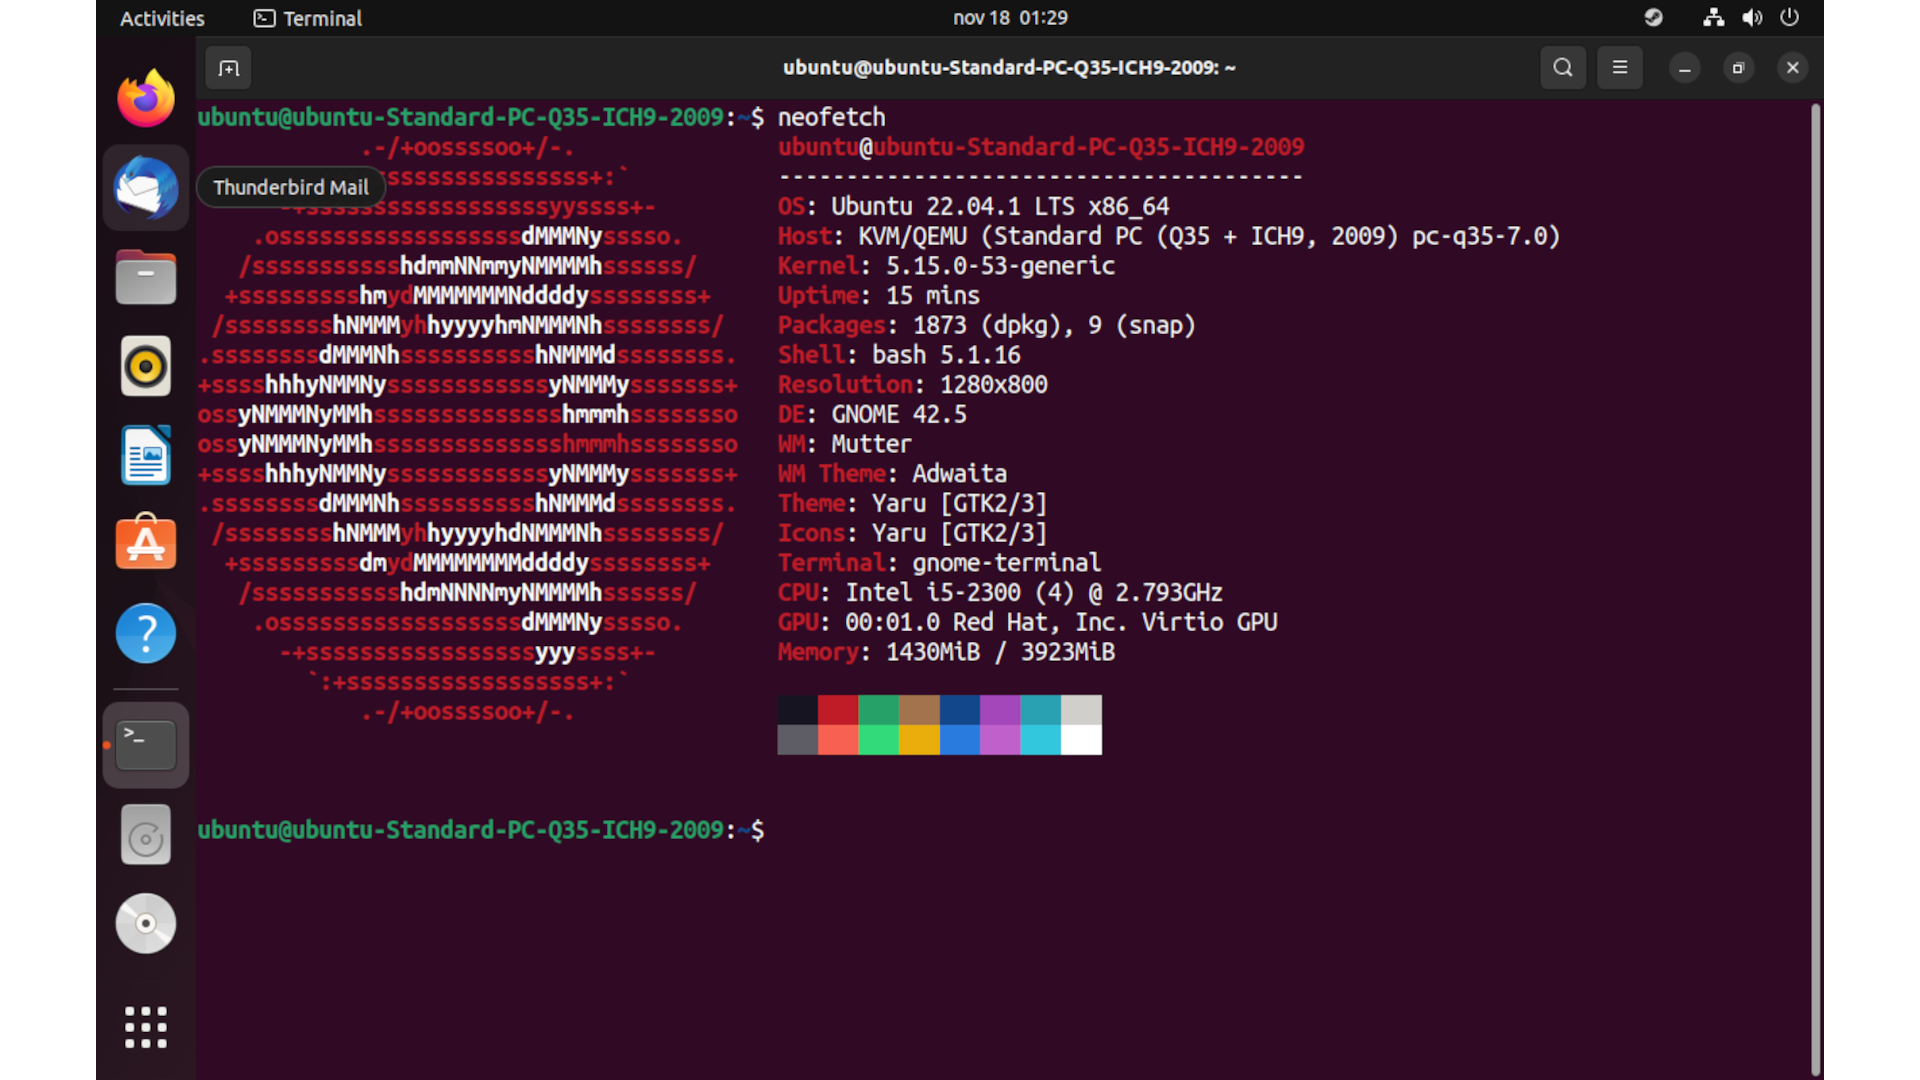 Activities
Terminal
nov 18 01:29
ubuntu@ubuntu-Standard-PC-Q35-ICH9-2009: ~
ubuntu@ubuntu-Standard-PC-Q35-ICH9-2009:~$ neofetch
.-/+oossssoo+/-. ubuntu@ubuntu-Standard-PC-Q35-ICH9-2009
Thunderbird Mail sssssssssssssss+:` ---------------------------------------
-+ssssssssssssssssssyyssss+- OS: Ubuntu 22.04.1 LTS x86_64
.ossssssssssssssssssdMMMNysssso. Host: KVM/QEMU (Standard PC (Q35 + ICH9, 2009) pc-q35-7.0)
/ssssssssssshdmmNNmmyNMMMMhssssss/ Kernel: 5.15.0-53-generic
+ssssssssshmydMMMMMMMNddddyssssssss+ Uptime: 15 mins
/sssssssshNMMMyhhyyyyhmNMMMNhssssssss/ Packages: 1873 (dpkg), 9 (snap)
.ssssssssdMMMNhsssssssssshNMMMdssssssss. Shell: bash 5.1.16
+sssshhhyNMMNyssssssssssssyNMMMysssssss+ Resolution: 1280x800
ossyNMMMNyMMhsssssssssssssshmmmhssssssso DE: GNOME 42.5
ossyNMMMNyMMhsssssssssssssshmmmhssssssso WM: Mutter
+sssshhhyNMMNyssssssssssssyNMMMysssssss+ WM Theme: Adwaita
.ssssssssdMMMNhsssssssssshNMMMdssssssss. Theme: Yaru [GTK2/3]
/sssssssshNMMMyhhyyyyhdNMMMNhssssssss/ Icons: Yaru [GTK2/3]
+sssssssssdmydMMMMMMMMddddyssssssss+ Terminal: gnome-terminal
/ssssssssssshdmNNNNmyNMMMMhssssss/ CPU: Intel i5-2300 (4) @ 2.793GHz
.ossssssssssssssssssdMMMNysssso. GPU: 00:01.0 Red Hat, Inc. Virtio GPU
-+sssssssssssssssssyyyssss+- Memory: 1430MiB / 3923MiB
`:+ssssssssssssssssss+:`
.-/+oossssoo+/-.
ubuntu@ubuntu-Standard-PC-Q35-ICH9-2009:~$